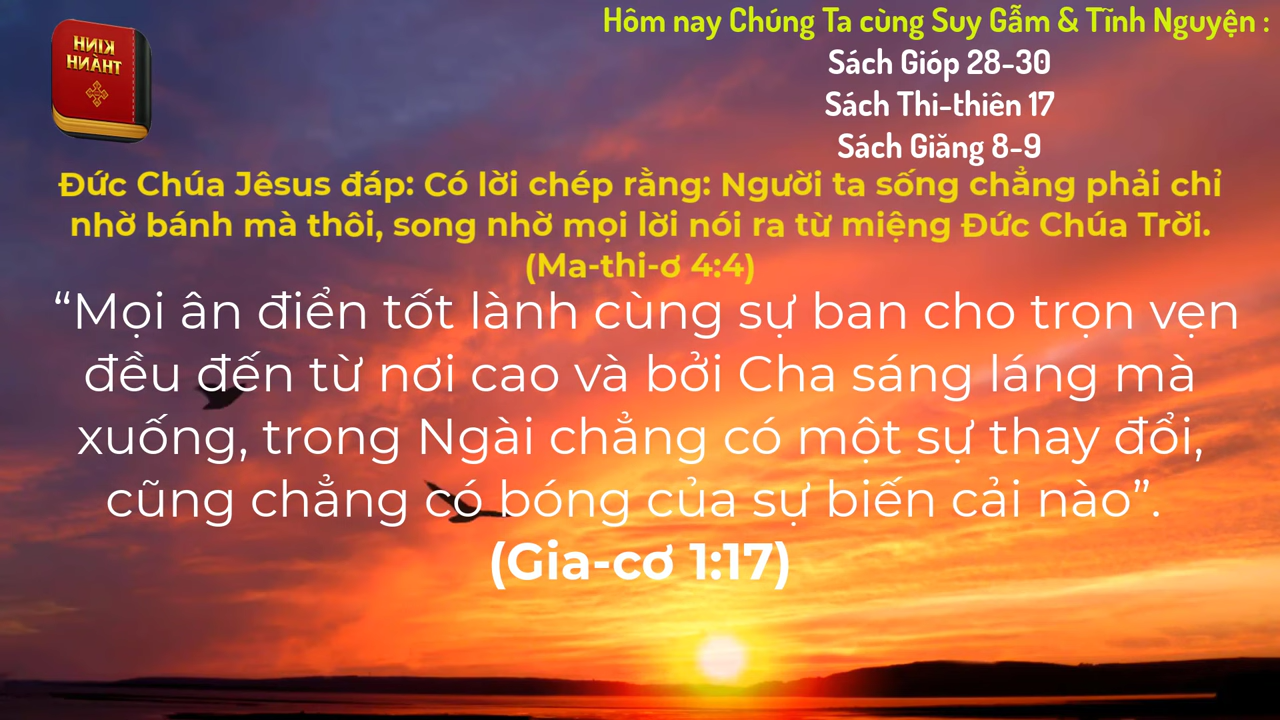 KINH
THÁNH
Hôm nay Chúng Ta cùng Suy Gẫm & Tĩnh Nguyện :
Sách Gióp 28-30
Sách Thi-thiên 17
Sách Giăng 8-9
Đức Chúa Jêsus đáp: Có lời chép rằng: Người ta sống chẳng phải chỉ
nhờ bánh mà thôi, song nhờ mọi lời nói ra từ miệng Đức Chúa Trời.
(Ma-thi-ơ 4:4)
“Mọi ân điển tốt lành cùng sự ban cho trọn vẹn
đều đến từ nơi cao và bởi Cha sáng láng mà
xuống, trong Ngài chẳng có một sự thay đổi,
cũng chẳng có bóng của sự biến cải nào”.
(Gia-cơ 1:17)